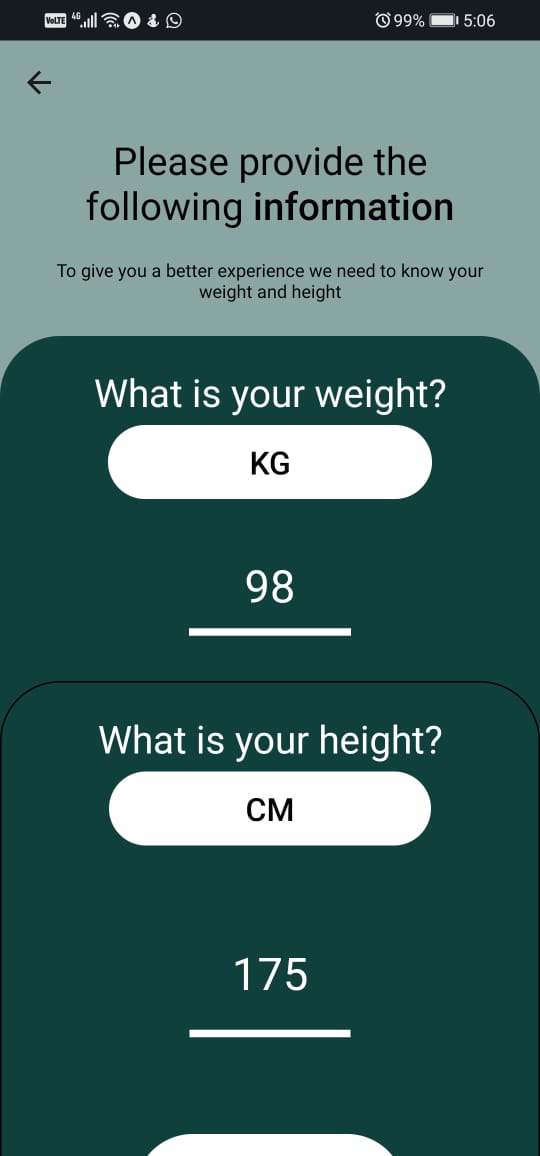 VoLTE 4G 99% 5:06
Please provide the
following information
To give you a better experience we need to know your
weight and height
What is your weight?
KG
98
What is your height?
CM
175